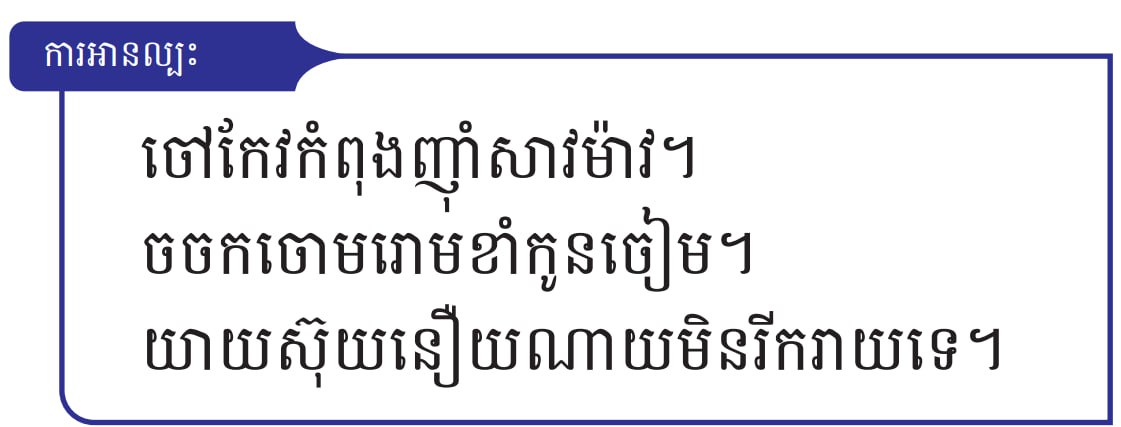 ការអានល្បះ
ចៅកែវកំពុងញ៉ាំសាវម៉ាវ។
ចចកចោមរោមខាំកូនចៀម។
យាយស៊ុយនឿយណាយមិនរីករាយទេ។